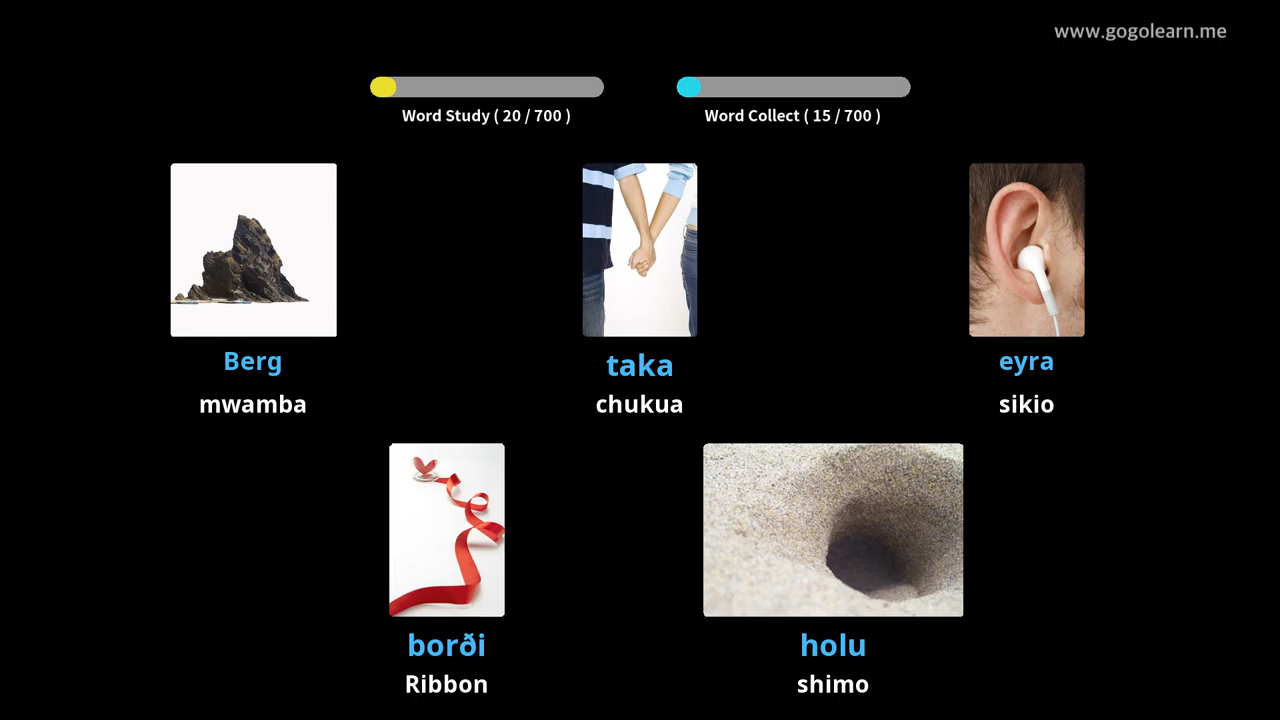 www.gogolearn.me
Word Study ( 20 / 700 )
Word Collect ( 15 / 700 )
Berg
mwamba
taka
chukua
eyra
sikio
borði
Ribbon
holu
shimo